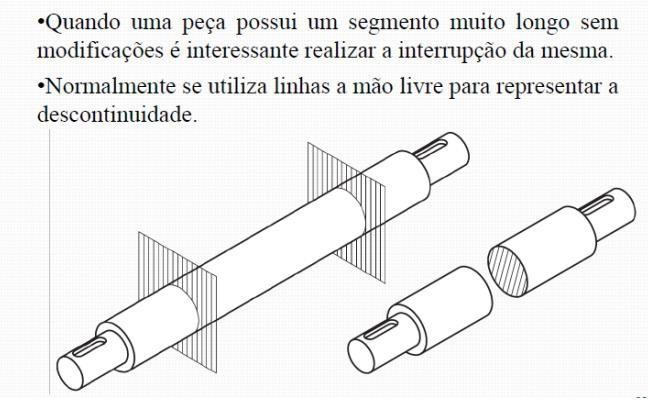 •Quando uma peça possui um segmento muito longo sem
modificações é interessante realizar a interrupção da mesma.
•Normalmente se utiliza linhas a mão livre para representar a
descontinuidade.